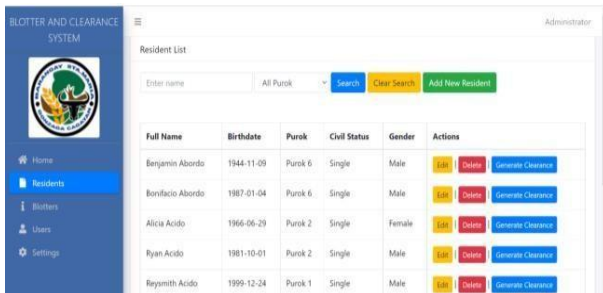 BLOTTER AND CLEARANCE
SYSTEM
Administrator
Resident List
Enter name
All Purok
Search
Clear Search
Add New Resident
Full Name Birthdate Purok Civil Status Gender Actions
Benjamin Abordo 1944-11-09 Purok 6 Single Male Edit | Delete | Generate Clearance
Bonifacio Abordo 1987-01-04 Purok 6 Single Male Edit | Delete | Generate Clearance
Alicia Acido 1966-06-29 Purok 2 Single Female Edit | Delete | Generate Clearance
Ryan Acido 1981-10-01 Purok 2 Single Male Edit | Delete | Generate Clearance
Reysmith Acido 1999-12-24 Purok 1 Single Male Edit | Delete | Generate Clearance
BARANGAY STA. MARIA
Home
Residents
Blotters
Users
Settings